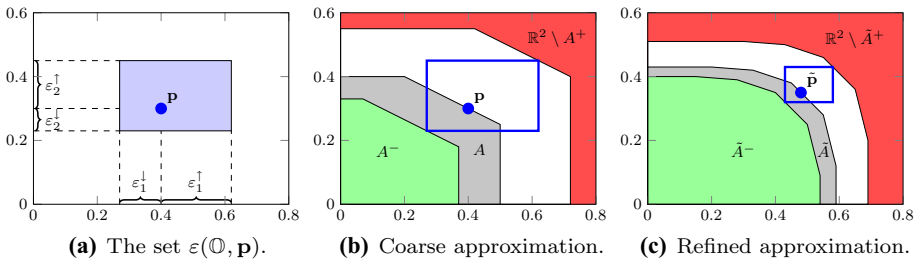 0.6
0.4
0.2
0
0 0.2 0.4 0.6 0.8
ε₂↑
ε₂↓
p
ε₁↓ ε₁↑
(a) The set ε(𝕆, p).
0.6
0.4
0.2
0
0 0.2 0.4 0.6 0.8
ℝ² \ A⁺
p
A⁻
A
(b) Coarse approximation.
0.6
0.4
0.2
0
0 0.2 0.4 0.6 0.8
ℝ² \ Ã⁺
p̃
Ã⁻
Ã
(c) Refined approximation.